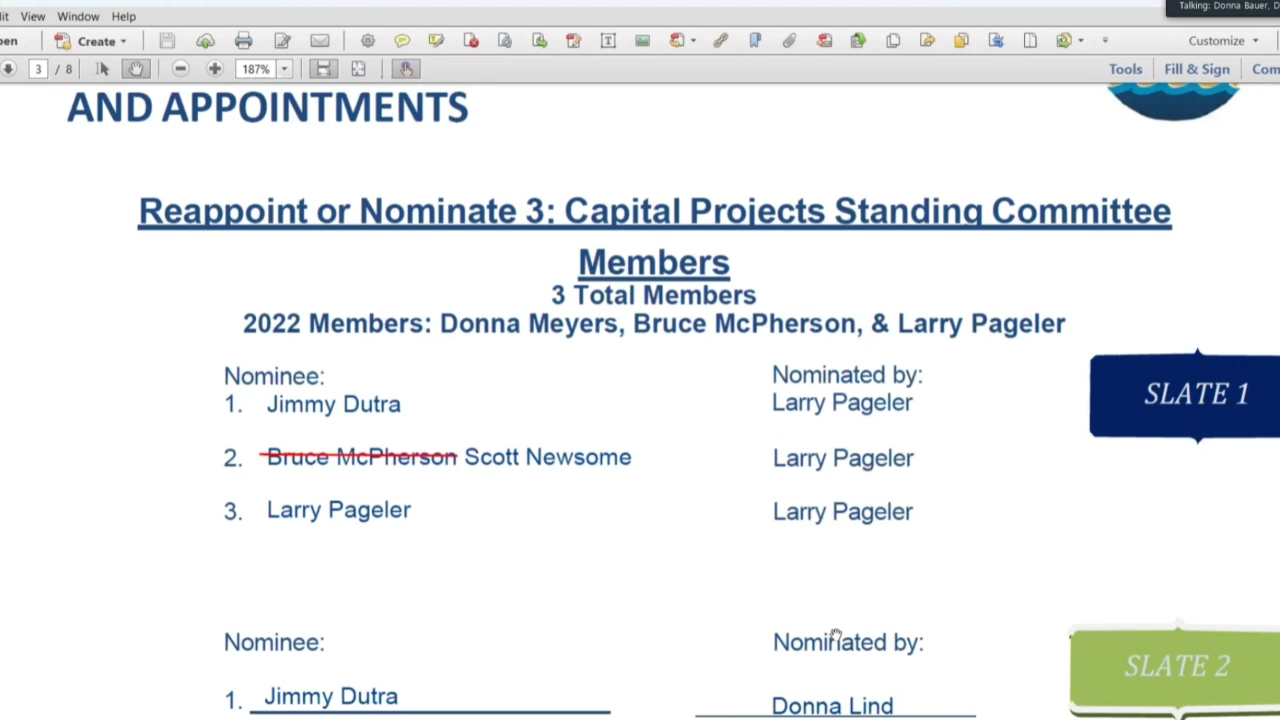 Talking: Donna Bauer, D
it View Window Help
pen Create Customize
3 / 8 187% Tools Fill & Sign Com
AND APPOINTMENTS
Reappoint or Nominate 3: Capital Projects Standing Committee
Members
3 Total Members
2022 Members: Donna Meyers, Bruce McPherson, & Larry Pageler
Nominee: Nominated by:
1. Jimmy Dutra Larry Pageler
SLATE 1
2. Bruce McPherson Scott Newsome Larry Pageler
3. Larry Pageler Larry Pageler
Nominee: Nominated by:
SLATE 2
1. Jimmy Dutra Donna Lind